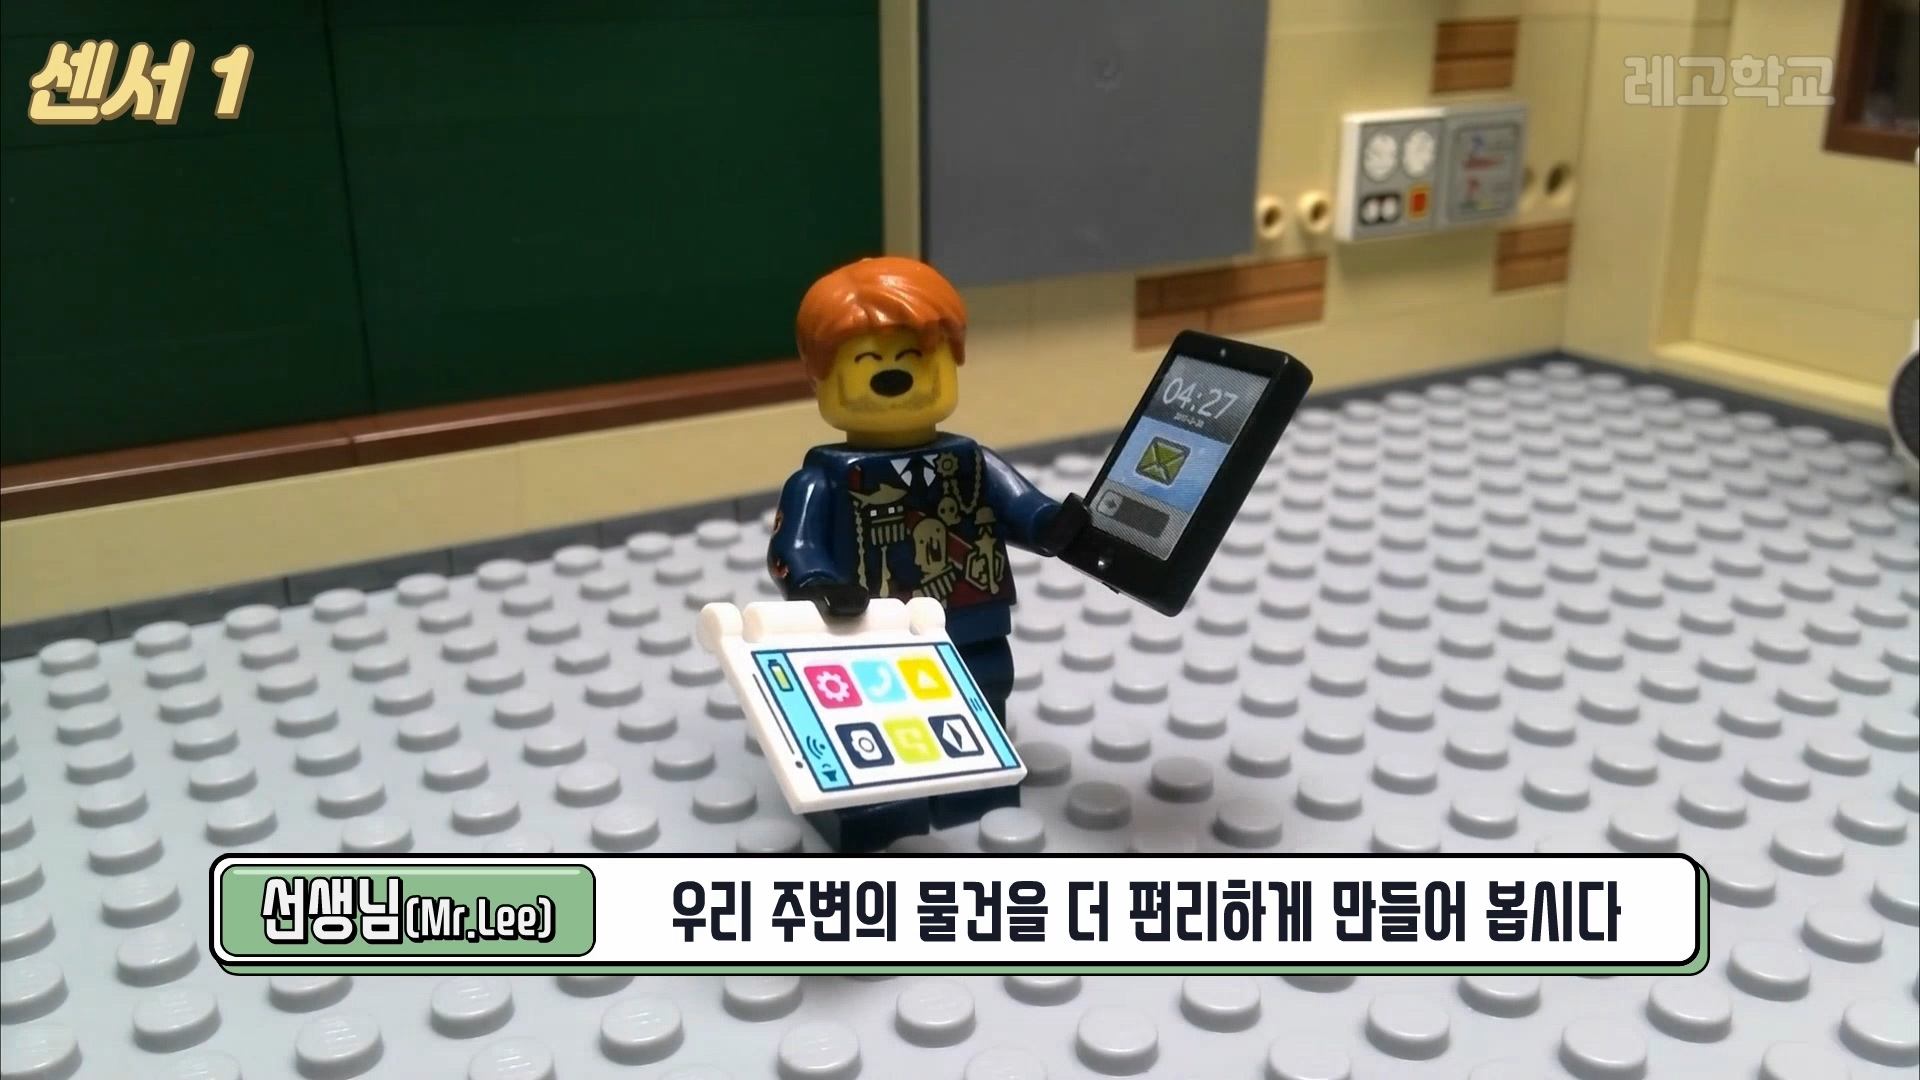 센서 1
레고학교
04:27
선생님(Mr.Lee)
우리 주변의 물건을 더 편리하게 만들어 봅시다